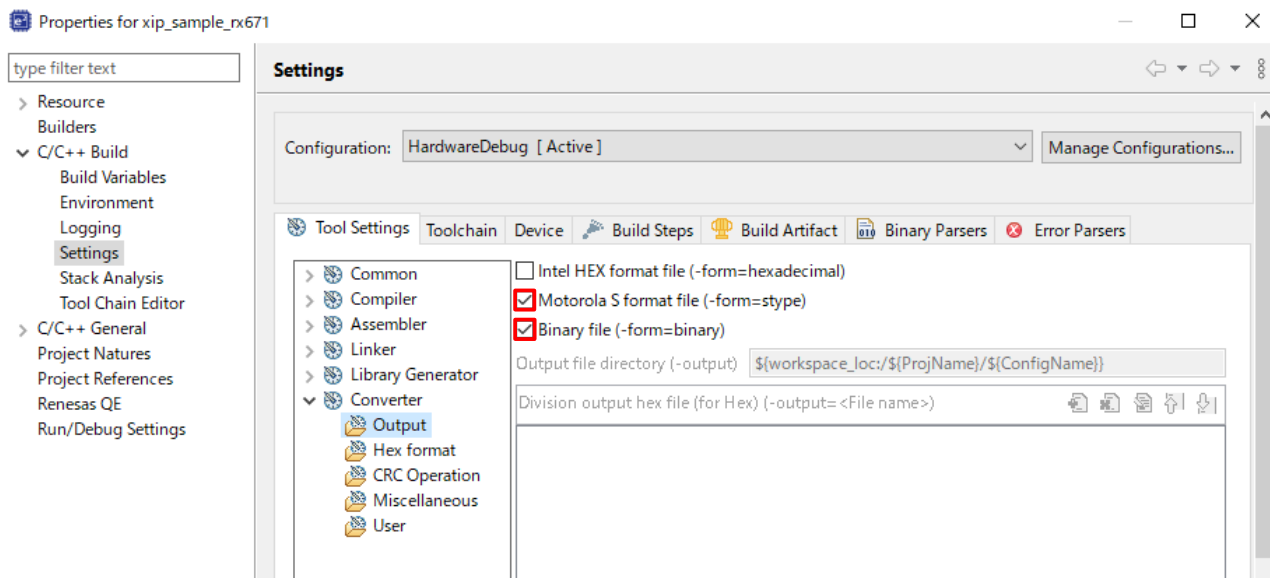 Properties for xip_sample_rx671
type filter text
Resource
Builders
C/C++ Build
Build Variables
Environment
Logging
Settings
Stack Analysis
Tool Chain Editor
C/C++ General
Project Natures
Project References
Renesas QE
Run/Debug Settings
Settings
Configuration: HardwareDebug [ Active ] Manage Configurations...
Tool Settings Toolchain Device Build Steps Build Artifact Binary Parsers Error Parsers
Common
Compiler
Assembler
Linker
Library Generator
Converter
Output
Hex format
CRC Operation
Miscellaneous
User
Intel HEX format file (-form=hexadecimal)
Motorola S format file (-form=stype)
Binary file (-form=binary)
Output file directory (-output) ${workspace_loc:/${ProjName}/${ConfigName}}
Division output hex file (for Hex) (-output=<File name>)